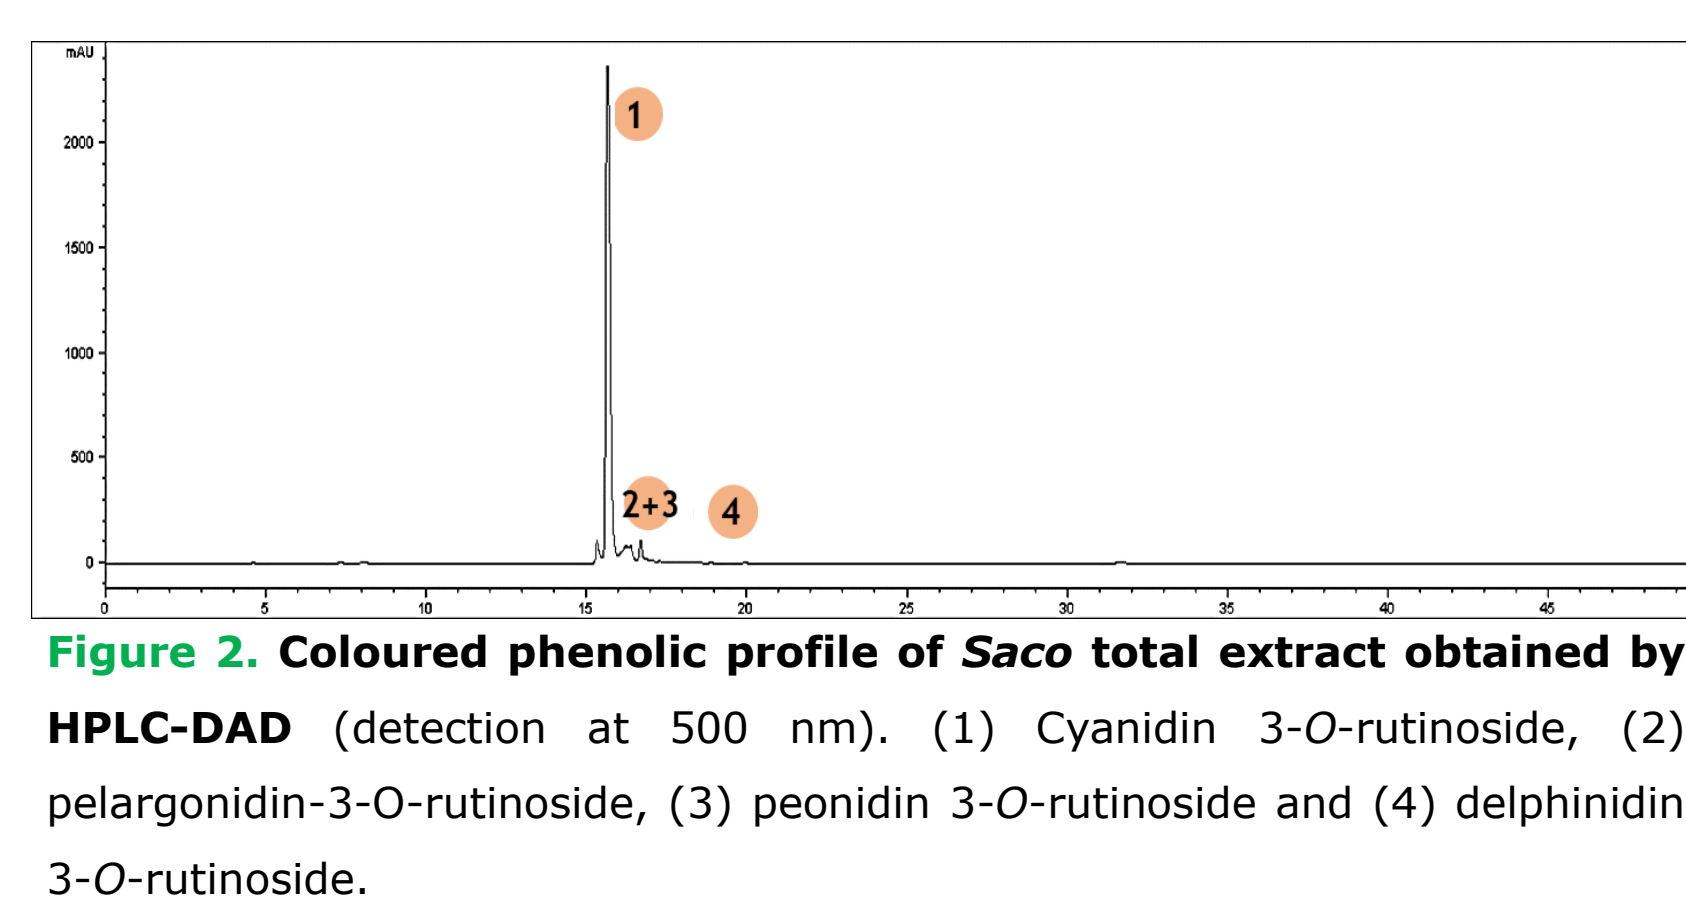 mAU
2000
1500
1000
500
0
1
2+3
4
0 5 10 15 20 25 30 35 40 45
Figure 2. Coloured phenolic profile of Saco total extract obtained by
HPLC-DAD (detection at 500 nm). (1) Cyanidin 3-O-rutinoside, (2)
pelargonidin-3-O-rutinoside, (3) peonidin 3-O-rutinoside and (4) delphinidin
3-O-rutinoside.